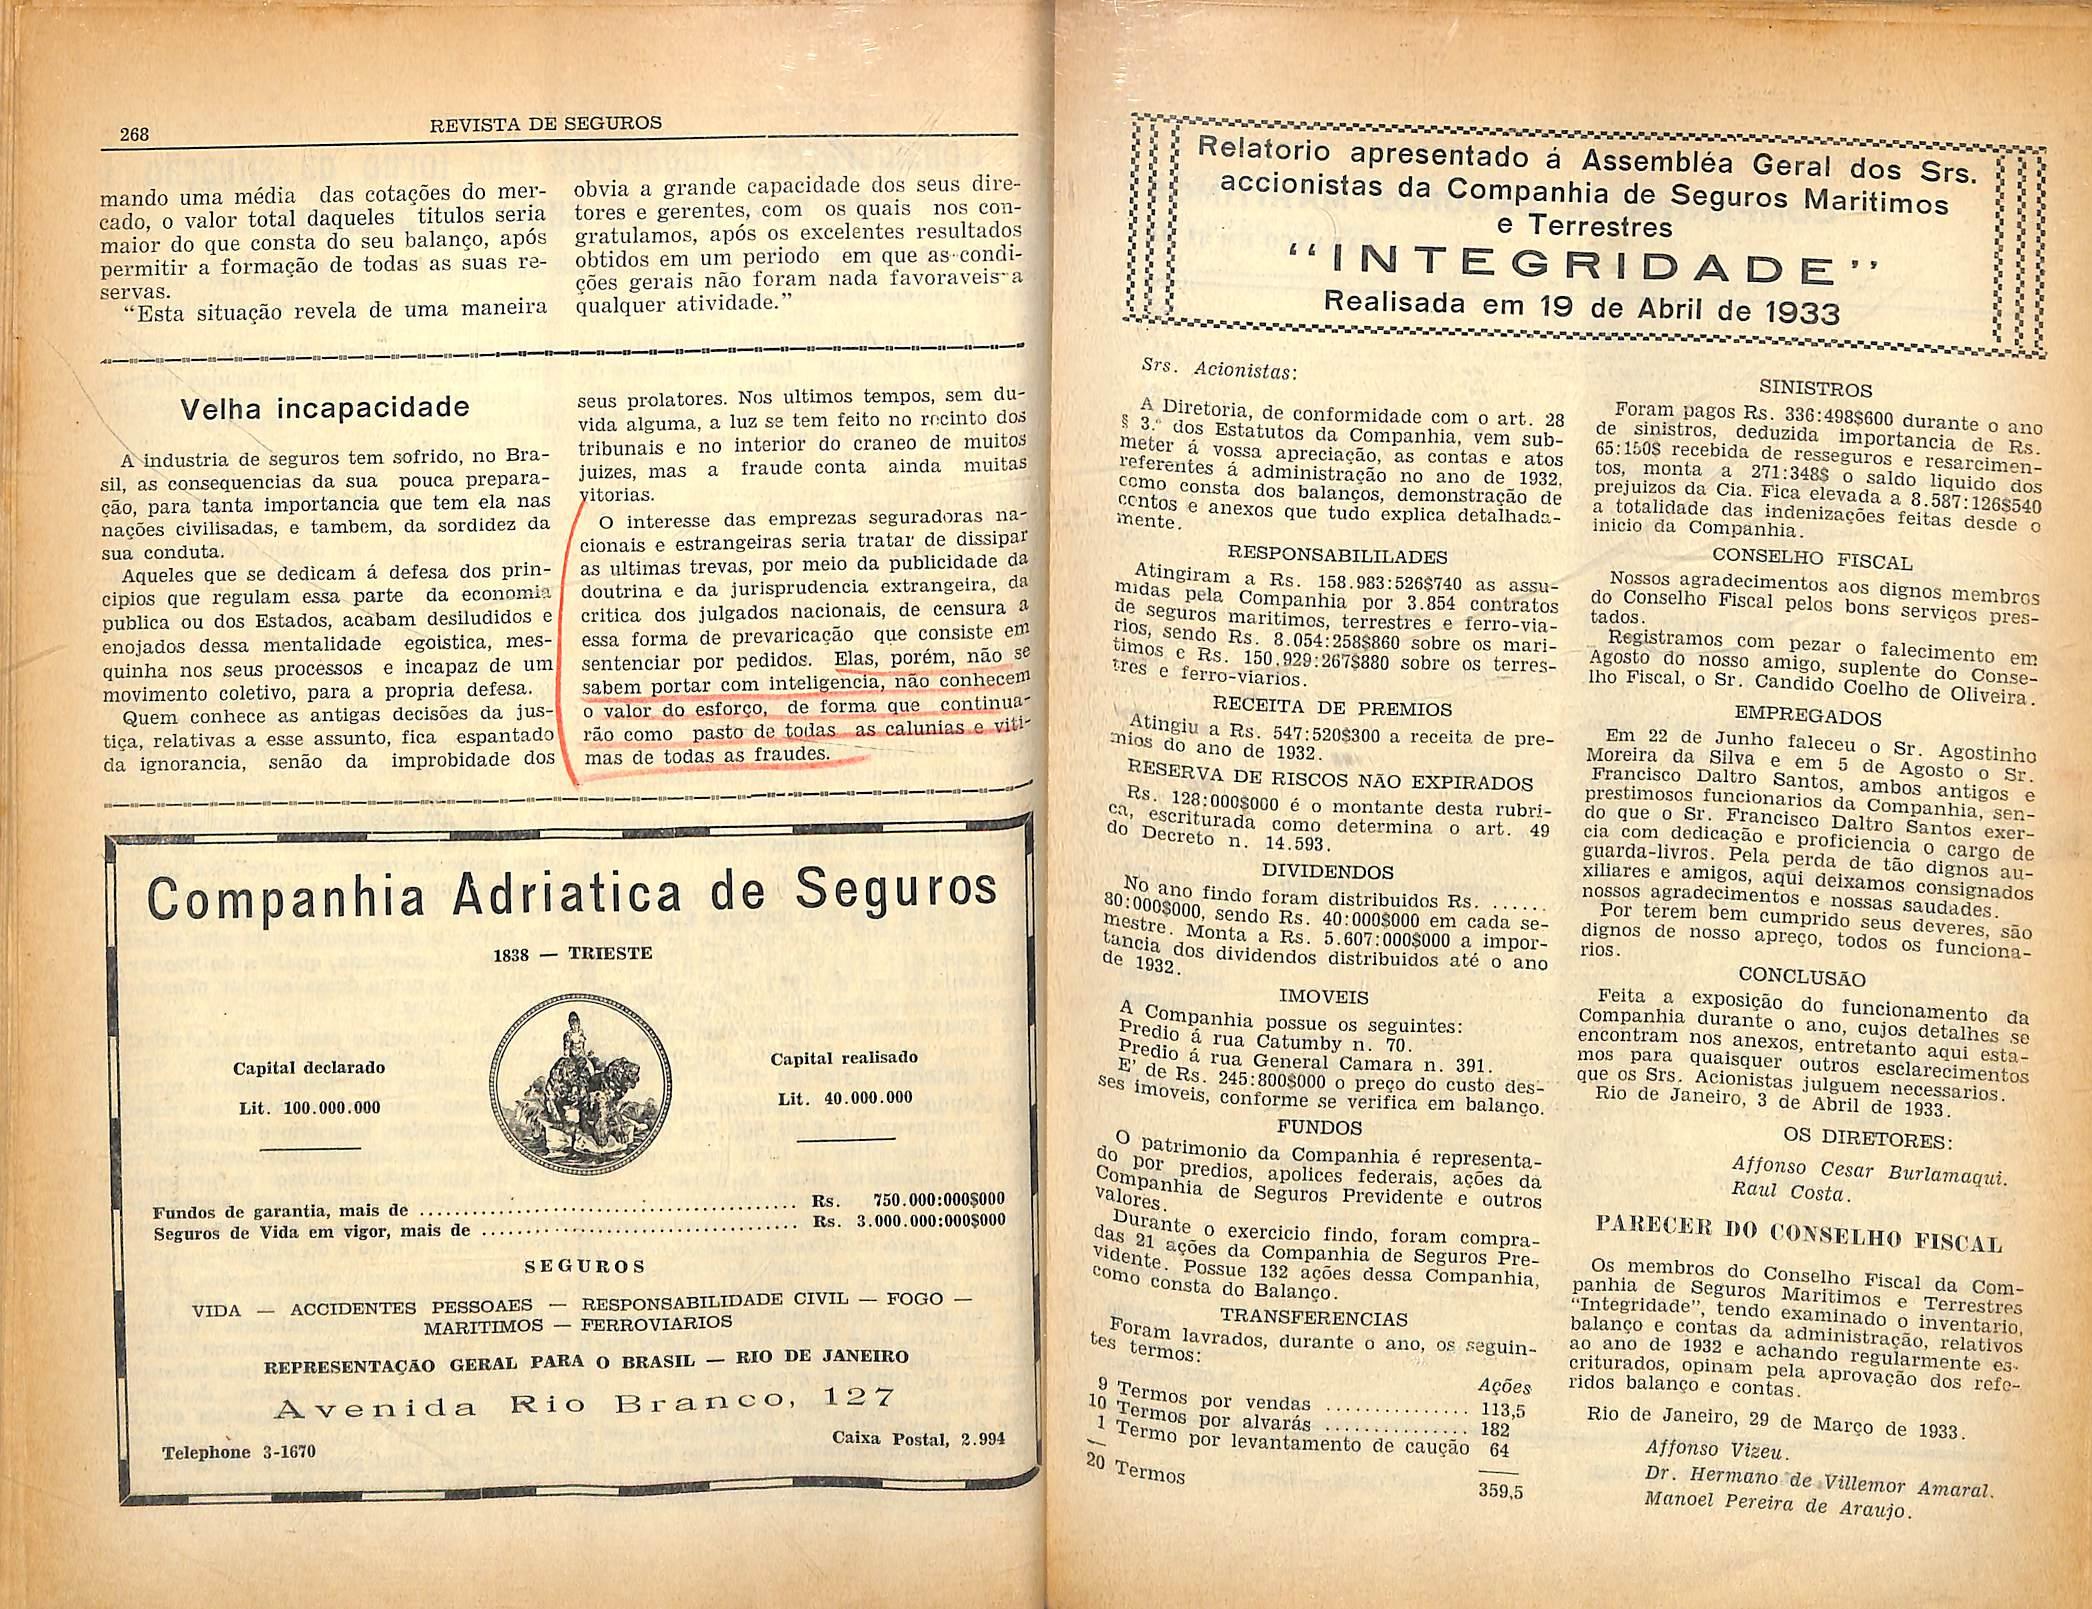 268
REVISTA DE SEGUROS
mando uma média das cotações do mer-
cado, o valor total daqueles titulos seria
maior do que consta do seu balanço, após
permitir a formação de todas as suas re-
servas.
“Esta situação revela de uma maneira
obvia a grande capacidade dos seus dire-
tores e gerentes, com os quais nos con-
gratulamos, após os excelentes resultados
obtidos em um periodo em que as condi-
ções gerais não foram nada favoraveis a
qualquer atividade.”
Velha incapacidade
A industria de seguros tem sofrido, no Bra-
sil, as consequencias da sua pouca prepara-
ção, para tanta importancia que tem ela nas
nações civilisadas, e tambem, da sordidez da
sua conduta.
Aqueles que se dedicam á defesa dos prin-
cipios que regulam essa parte da economia
publica ou dos Estados, acabam desiludidos e
enojados dessa mentalidade egoistica, mes-
quinha nos seus processos e incapaz de um
movimento coletivo, para a propria defesa.
Quem conhece as antigas decisões da jus-
tiça, relativas a esse assunto, fica espantado
da ignorancia, senão da improbidade dos
seus prolatores. Nos ultimos tempos, sem du-
vida alguma, a luz se tem feito no recinto dos
tribunais e no interior do craneo de muitos
juizes, mas a fraude conta ainda muitas
vitorias.
O interesse das emprezas seguradoras na-
cionais e estrangeiras seria tratar de dissipar
as ultimas trevas, por meio da publicidade da
doutrina e da jurisprudencia extrangeira, da
critica dos julgados nacionais, de censura a
essa forma de prevaricação que consiste em
sentenciar por pedidos. Elas, porém, não se
sabem portar com inteligencia, não conhecem
o valor do esforço, de forma que continua-
rão como pasto de todas as calunias e viti-
mas de todas as fraudes.
Companhia Adriatica de Seguros
1838 — TRIESTE
Capital declarado
Lit. 100.000.000
Capital realisado
Lit. 40.000.000
Fundos de garantia, mais de ........ Rs. 750.000:000$000
Seguros de Vida em vigor, mais de ........ Rs. 3.000.000:000$000
SEGUROS
VIDA — ACCIDENTES PESSOAES — RESPONSABILIDADE CIVIL — FOGO —
MARITIMOS — FERROVIARIOS
REPRESENTAÇÃO GERAL PARA O BRASIL — RIO DE JANEIRO
Avenida Rio Branco, 127
Telephone 3-1670
Caixa Postal, 2.994
Relatorio apresentado á Assembléa Geral dos Srs.
accionistas da Companhia de Seguros Maritimos
e Terrestres
“INTEGRIDADE”
Realisada em 19 de Abril de 1933
Srs. Acionistas:
A Diretoria, de conformidade com o art. 28
§ 3.º dos Estatutos da Companhia, vem sub-
meter á vossa apreciação, as contas e atos
referentes á administração no ano de 1932,
como consta dos balanços, demonstração de
contos e anexos que tudo explica detalhada-
mente.
RESPONSABILILADES
Atingiram a Rs. 158.983:526$740 as assu-
midas pela Companhia por 3.854 contratos
de seguros maritimos, terrestres e ferro-via-
rios, sendo Rs. 8.054:258$860 sobre os mari-
timos e Rs. 150.929:267$880 sobre os terres-
tres e ferro-viarios.
RECEITA DE PREMIOS
Atingiu a Rs. 547:520$300 a receita de pre-
mios do ano de 1932.
RESERVA DE RISCOS NÃO EXPIRADOS
Rs. 128:000$000 é o montante desta rubri-
ca, escriturada como determina o art. 49
do Decreto n. 14.593.
DIVIDENDOS
No ano findo foram distribuidos Rs. ......
80:000$000, sendo Rs. 40:000$000 em cada se-
mestre. Monta a Rs. 5.607:000$000 a impor-
tancia dos dividendos distribuidos até o ano
de 1932.
IMOVEIS
A Companhia possue os seguintes:
Predio á rua Catumby n. 70.
Predio á rua General Camara n. 391.
E' de Rs. 245:800$000 o preço do custo des-
ses imoveis, conforme se verifica em balanço.
FUNDOS
O patrimonio da Companhia é representa-
do por predios, apolices federais, ações da
Companhia de Seguros Previdente e outros
valores.
Durante o exercicio findo, foram compra-
das 21 ações da Companhia de Seguros Pre-
vidente. Possue 132 ações dessa Companhia,
como consta do Balanço.
TRANSFERENCIAS
Foram lavrados, durante o ano, os seguin-
tes termos:
Ações
9 Termos por vendas ............... 113,5
10 Termos por alvarás ............... 182
1 Termo por levantamento de caução 64
20 Termos 359,5
SINISTROS
Foram pagos Rs. 336:498$600 durante o ano
de sinistros, deduzida importancia de Rs.
65:150$ recebida de resseguros e resarcimen-
tos, monta a 271:348$ o saldo liquido dos
prejuizos da Cia. Fica elevada a 8.587:126$540
a totalidade das indenizações feitas desde o
inicio da Companhia.
CONSELHO FISCAL
Nossos agradecimentos aos dignos membros
do Conselho Fiscal pelos bons serviços pres-
tados.
Registramos com pezar o falecimento em
Agosto do nosso amigo, suplente do Conse-
lho Fiscal, o Sr. Candido Coelho de Oliveira.
EMPREGADOS
Em 22 de Junho faleceu o Sr. Agostinho
Moreira da Silva e em 5 de Agosto o Sr.
Francisco Daltro Santos, ambos antigos e
prestimosos funcionarios da Companhia, sen-
do que o Sr. Francisco Daltro Santos exer-
cia com dedicação e proficiencia o cargo de
guarda-livros. Pela perda de tão dignos au-
xiliares e amigos, aqui deixamos consignados
nossos agradecimentos e nossas saudades.
Por terem bem cumprido seus deveres, são
dignos de nosso apreço, todos os funciona-
rios.
CONCLUSÃO
Feita a exposição do funcionamento da
Companhia durante o ano, cujos detalhes se
encontram nos anexos, entretanto aqui esta-
mos para quaisquer outros esclarecimentos
que os Srs. Acionistas julguem necessarios.
Rio de Janeiro, 3 de Abril de 1933.
OS DIRETORES:
Affonso Cesar Burlamaqui.
Raul Costa.
PARECER DO CONSELHO FISCAL
Os membros do Conselho Fiscal da Com-
panhia de Seguros Maritimos e Terrestres
“Integridade”, tendo examinado o inventario,
balanço e contas da administração, relativos
ao ano de 1932 e achando regularmente es-
criturados, opinam pela aprovação dos refe-
ridos balanço e contas.
Rio de Janeiro, 29 de Março de 1933.
Affonso Vizeu.
Dr. Hermano de Villemor Amaral.
Manoel Pereira de Araujo.